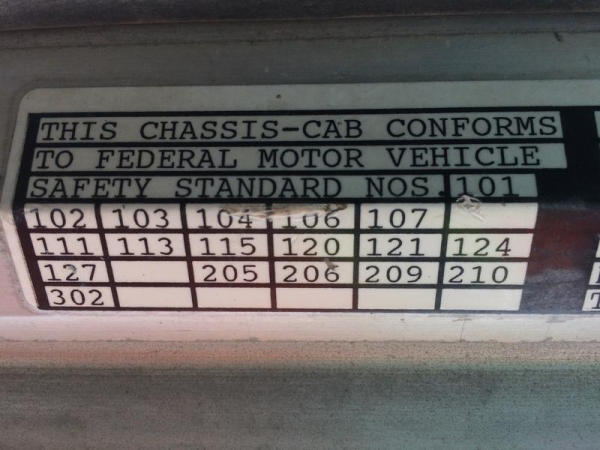 THIS CHASSIS-CAB CONFORMS
TO FEDERAL MOTOR VEHICLE
SAFETY STANDARD NOS. 101
102 103 104 106 107
111 113 115 120 121 124
127 205 206 209 210
302